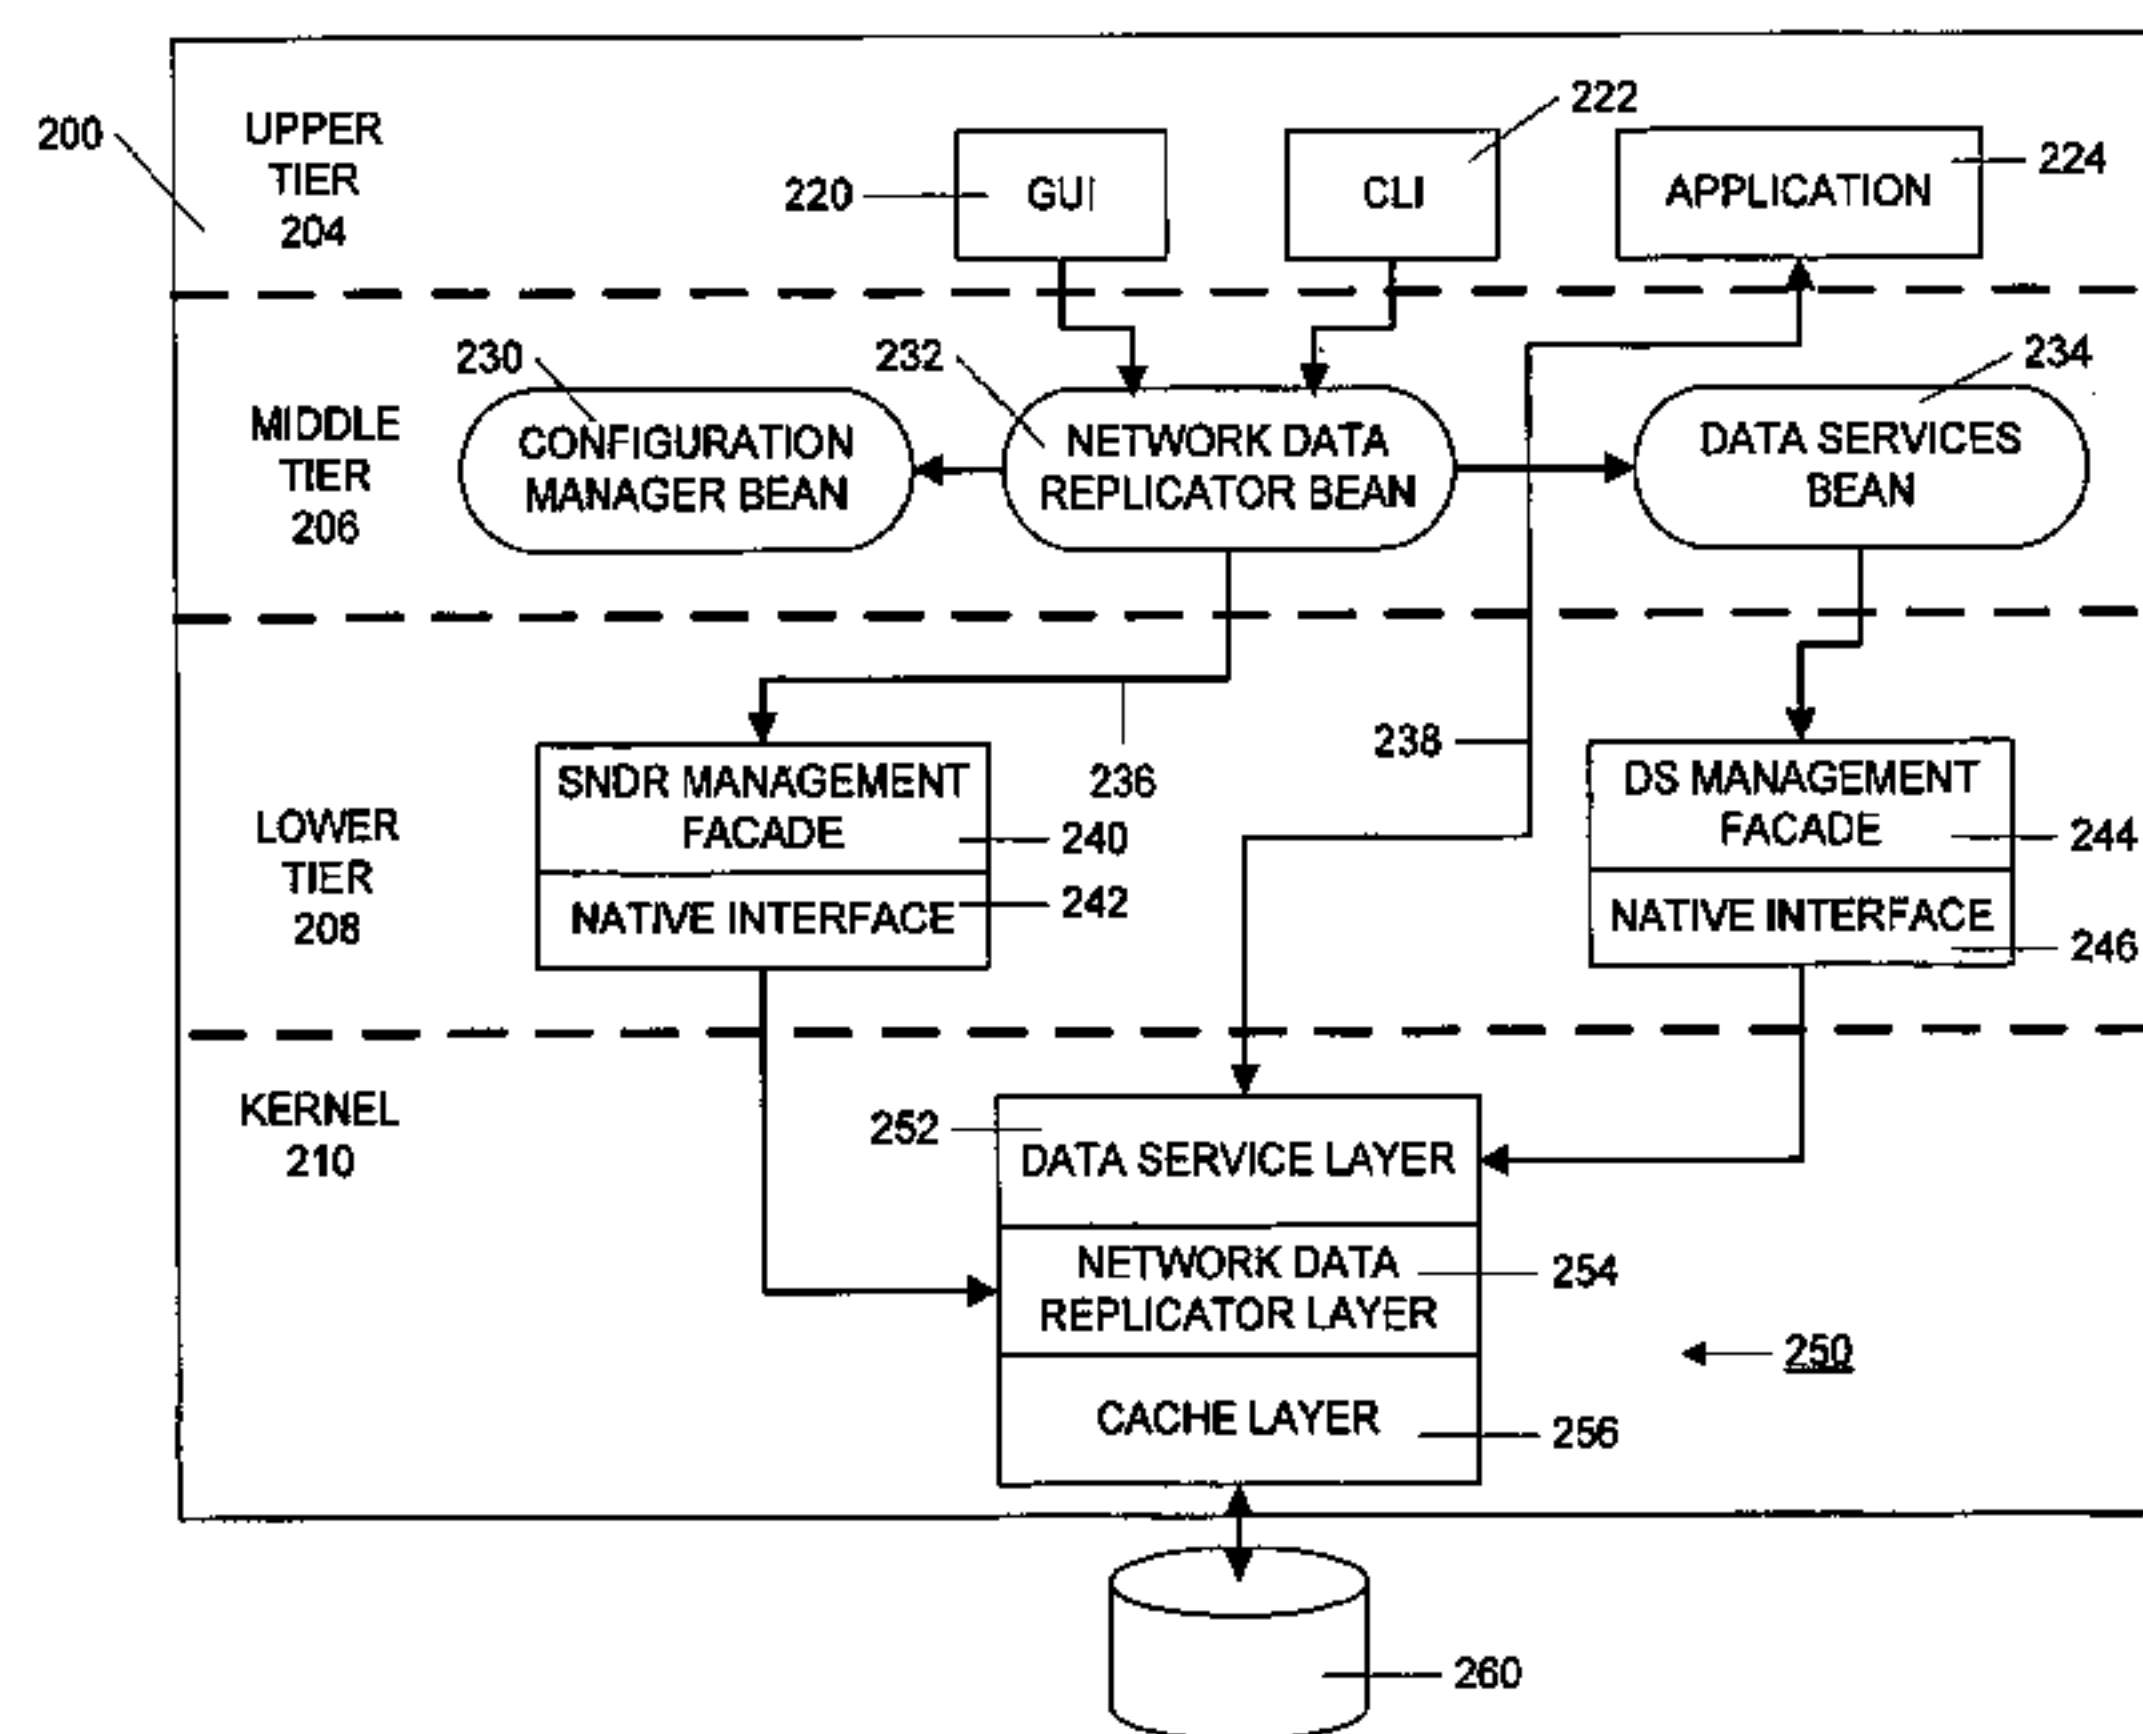 222
200
UPPER
TIER
204
220
GUI
CLI
APPLICATION
224
230
232
234
MIDDLE
TIER
206
CONFIGURATION
MANAGER BEAN
NETWORK DATA
REPLICATOR BEAN
DATA SERVICES
BEAN
236
238
LOWER
TIER
208
SNDR MANAGEMENT
FACADE
240
NATIVE INTERFACE
242
DS MANAGEMENT
FACADE
244
NATIVE INTERFACE
246
KERNEL
210
252
DATA SERVICE LAYER
NETWORK DATA
REPLICATOR LAYER
254
250
CACHE LAYER
256
260